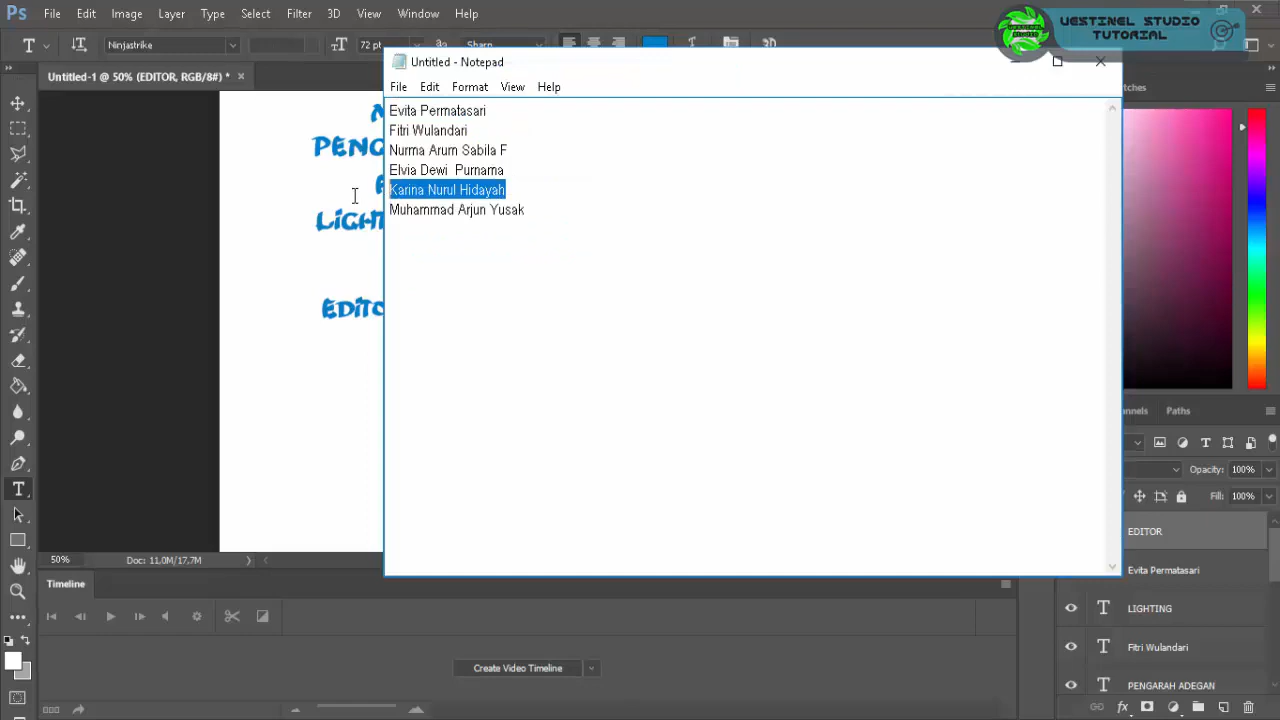 File Edit Image Layer Type Select Filter 3D View Window Help
VESTINEL STUDIO
TUTORIAL
Ninjastrike
72 pt
Sharp
3D
Untitled-1 @ 50% (EDITOR, RGB/8#) *
Untitled - Notepad
File Edit Format View Help
Evita Permatasari
Fitri Wulandari
Nurma Arum Sabila F
Elvia Dewi Purnama
Karina Nurul Hidayah
Muhammad Arjun Yusak
PENG
LIGHT
EDITO
50%
Doc: 11,0M/17,7M
Timeline
Create Video Timeline
Paths
Opacity: 100%
Fill: 100%
EDITOR
Evita Permatasari
LIGHTING
Fitri Wulandari
PENGARAH ADEGAN